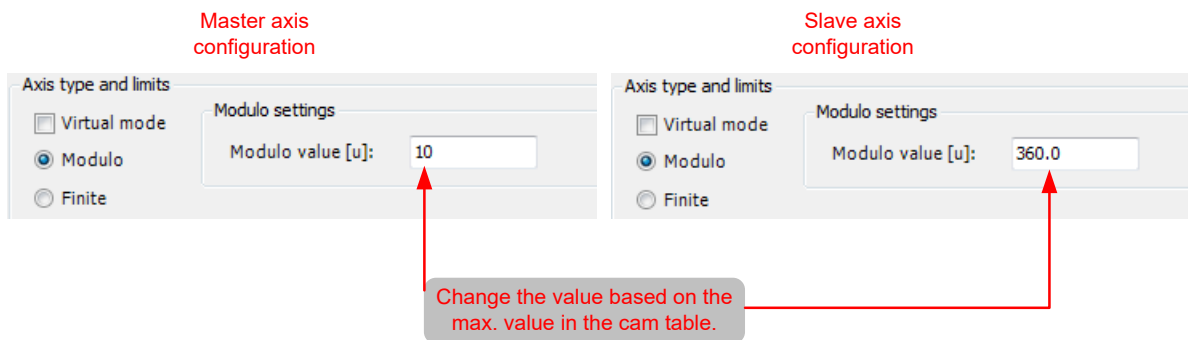 Master axis
configuration
Slave axis
configuration
Axis type and limits
Virtual mode
Modulo
Finite
Modulo settings
Modulo value [u]: 10
Axis type and limits
Virtual mode
Modulo
Finite
Modulo settings
Modulo value [u]: 360.0
Change the value based on the
max. value in the cam table.